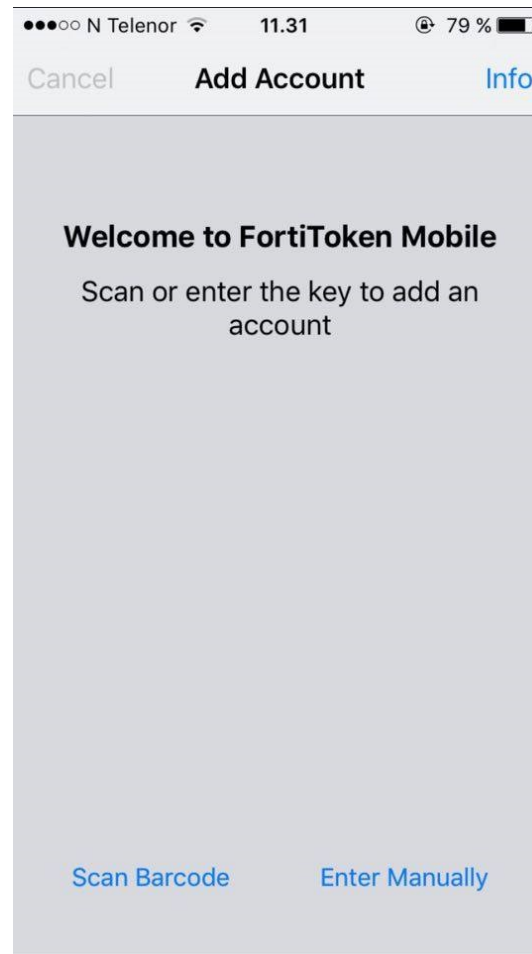 N Telenor 11.31 79 %
Cancel Add Account Info
Welcome to FortiToken Mobile
Scan or enter the key to add an
account
Scan Barcode Enter Manually